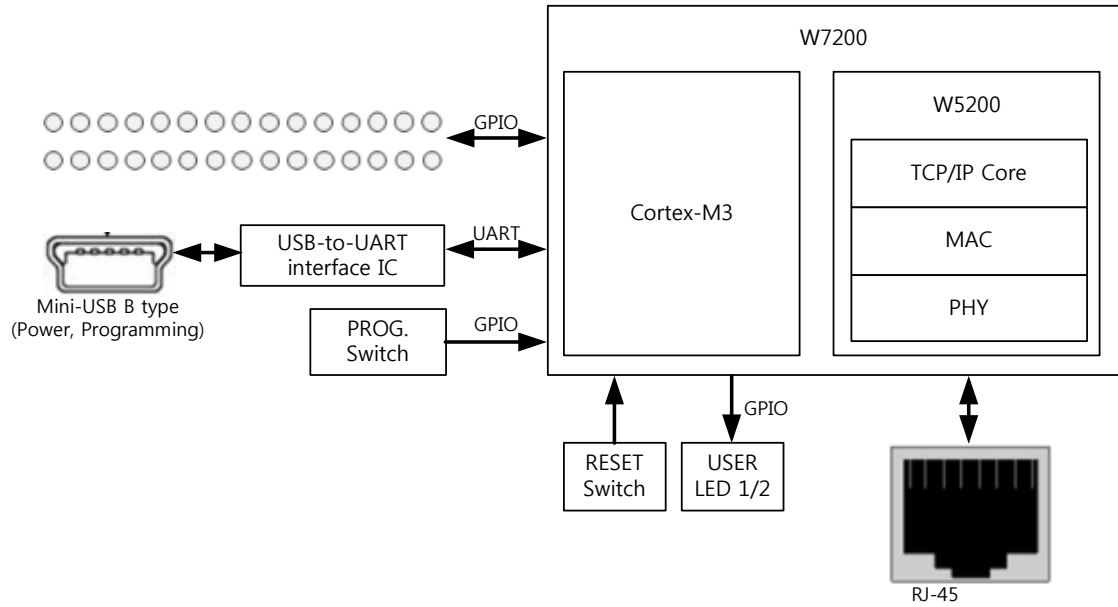 W7200
W5200
GPIO
TCP/IP Core
Cortex-M3
MAC
PHY
USB-to-UART
interface IC
UART
Mini-USB B type
(Power, Programming)
PROG.
Switch
GPIO
GPIO
RESET
Switch
USER
LED 1/2
RJ-45